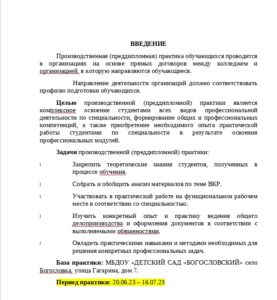 ВВЕДЕНИЕ
Производственная (преддипломная) практика обучающихся проводится
в организациях на основе прямых договоров между колледжем и
организацией, в которую направляются обучающиеся.
Направление деятельности организаций должно соответствовать
профилю подготовки обучающихся.
Целью производственной (преддипломной) практики является
комплексное освоение студентами всех видов профессиональной
деятельности по специальности, формирование общих и профессиональных
компетенций, а также приобретение необходимого опыта практической
работы студентами по специальности в результате освоения
профессиональных модулей.
Задачи производственной (преддипломной) практики:
Закрепить теоретические знания студентов, полученных в
процессе обучения.
Собрать и обобщить анализ материалов по теме ВКР.
Участвовать в практической работе на функциональном рабочем
месте в соответствии со специальностью.
Изучить конкретный опыт и практику ведения общего
делопроизводства и оформления документов в соответствии с
выполняемыми обязанностями.
Овладеть практическими навыками и методами необходимых для
решения конкретных профессиональных задач.
База практики: МБДОУ «ДЕТСКИЙ САД «БОГОСЛОВСКИЙ» село
Богословка, улица Гагарина, дом 7.
Период практики: 20.06.23 – 16.07.23